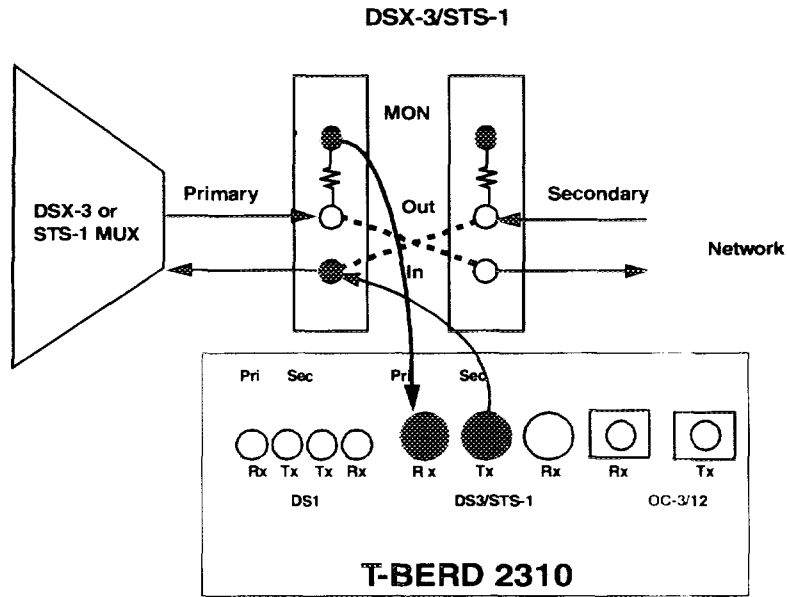 DSX-3/STS-1
MON
DSX-3 or
STS-1 MUX
Primary
Out
Secondary
In
Network
Pri Sec Pri Sec
Rx Tx Tx Rx Rx Tx Rx Rx Tx
DS1 DS3/STS-1 OC-3/12
T-BERD 2310